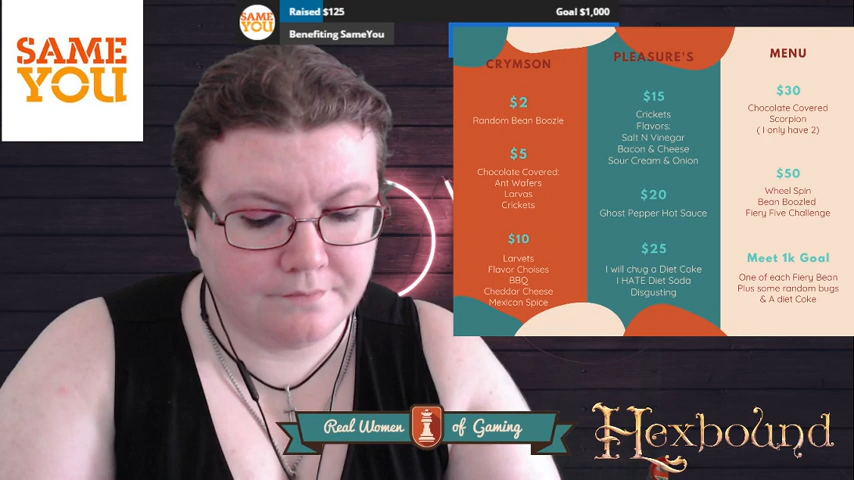 SAME
YOU
SAME
YOU
Raised $125
Goal $1,000
Benefiting SameYou
CRYMSON
$2
Random Bean Boozle
$5
Chocolate Covered:
Ant Wafers
Larvas
Crickets
$10
Larvets
Flavor Choises
BBQ
Cheddar Cheese
Mexican Spice
PLEASURE'S
$15
Crickets
Flavors:
Salt N Vinegar
Bacon & Cheese
Sour Cream & Onion
$20
Ghost Pepper Hot Sauce
$25
I will chug a Diet Coke
I HATE Diet Soda
Disgusting
MENU
$30
Chocolate Covered
Scorpion
( I only have 2)
$50
Wheel Spin
Bean Boozled
Fiery Five Challenge
Meet 1k Goal
One of each Fiery Bean
Plus some random bugs
& A diet Coke
Real Women of Gaming
Hexbound